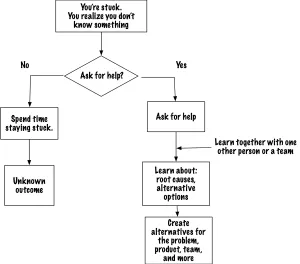 You're stuck.
You realize you don't
know something
No
Yes
Ask for help?
Spend time
staying stuck.
Ask for help
Learn together with one
other person or a team
Unknown
outcome
Learn about:
root causes,
alternative
options
Create
alternatives for
the problem,
product, team,
and more